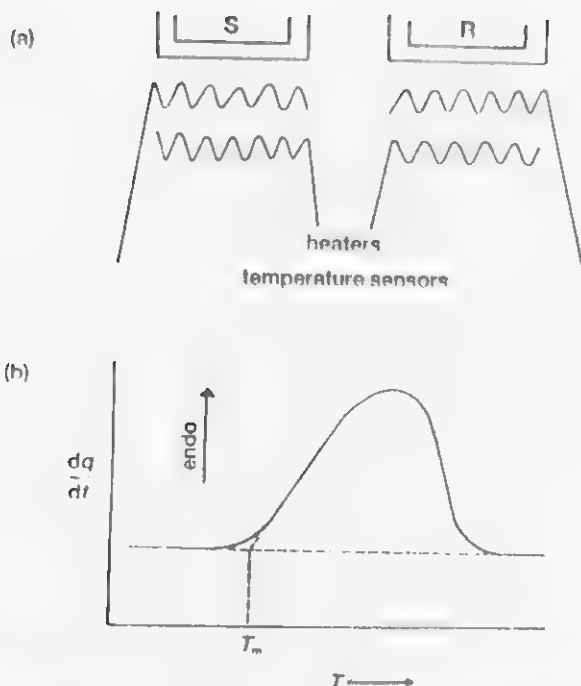 (a)
S R
heaters
temperature sensors
(b)
endo
dq
dt
Tm
T